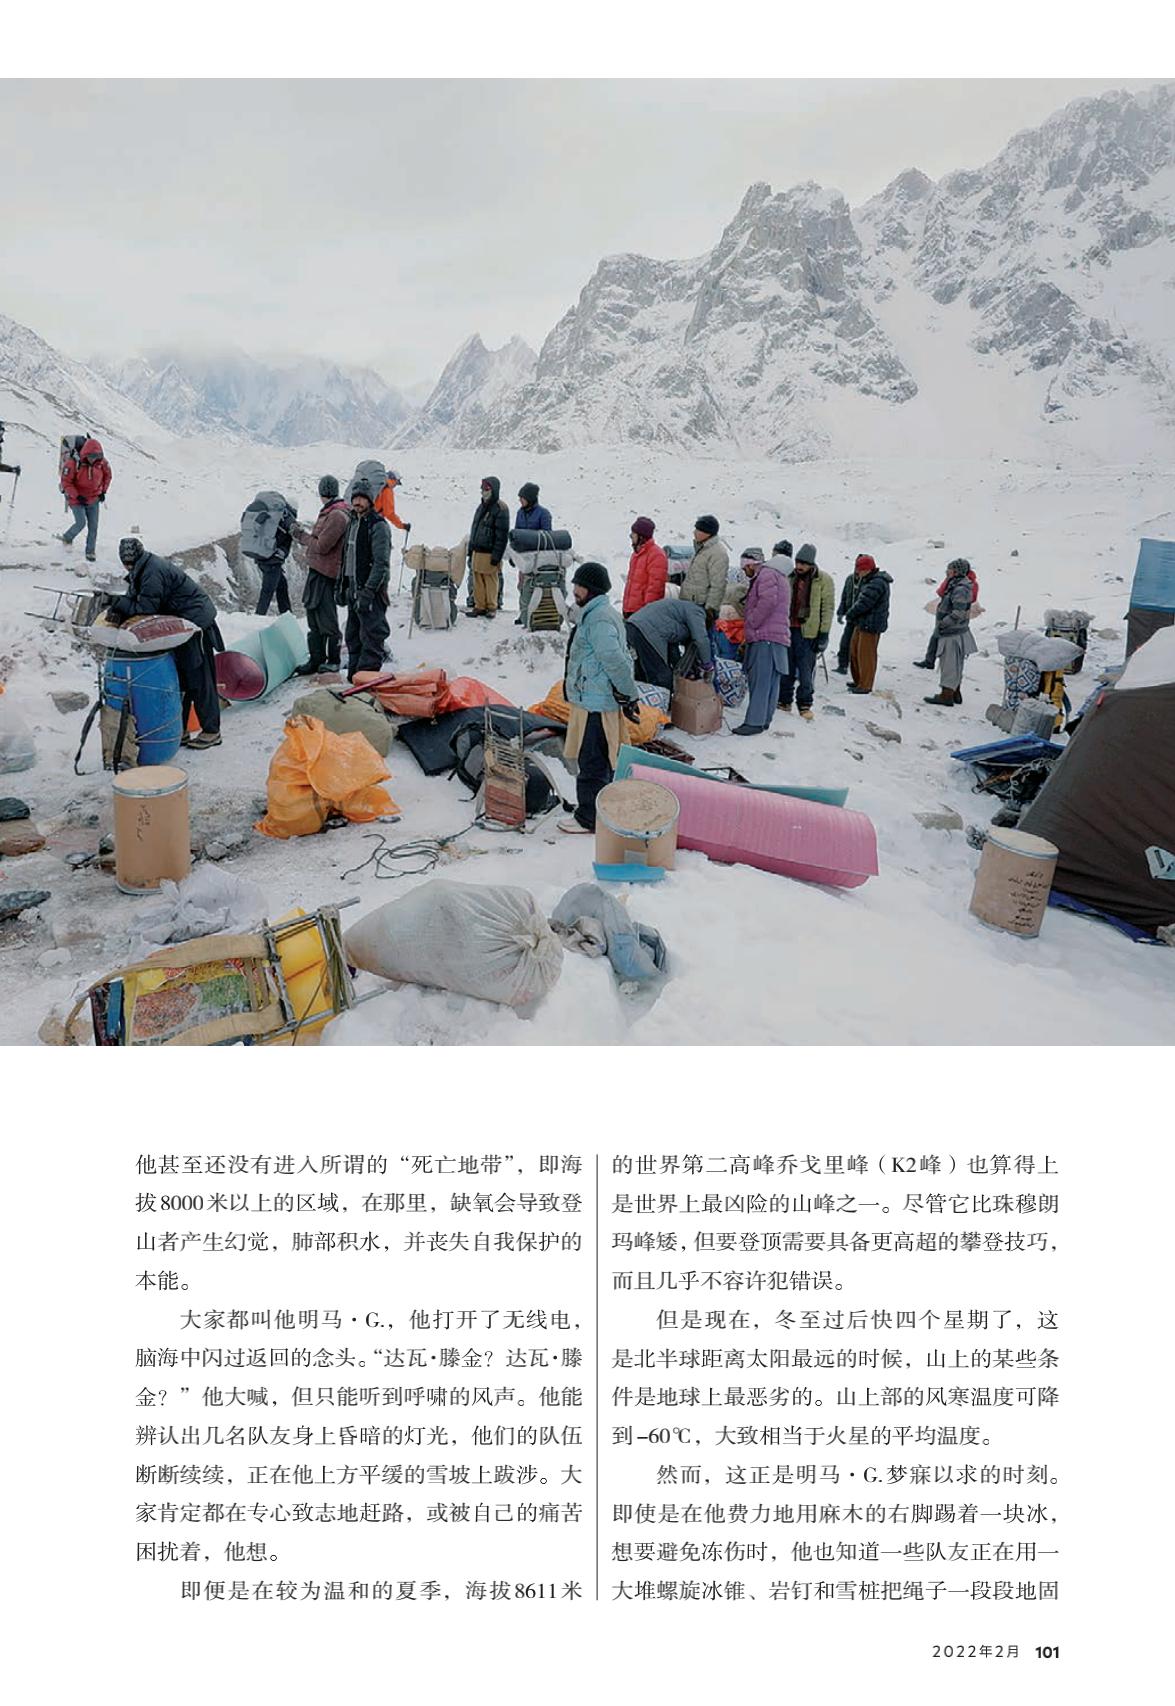 他甚至还没有进入所谓的“死亡地带”，即海
拔8000米以上的区域，在那里，缺氧会导致登
山者产生幻觉，肺部积水，并丧失自我保护的
本能。
大家都叫他明马·G.，他打开了无线电，
脑海中闪过返回的念头。“达瓦·滕金？达瓦·滕
金？”他大喊，但只能听到呼啸的风声。他能
辨认出几名队友身上昏暗的灯光，他们的队伍
断断续续，正在他上方平缓的雪坡上跋涉。大
家肯定都在专心致志地赶路，或被自己的痛苦
困扰着，他想。
即便是在较为温和的夏季，海拔8611米
的世界第二高峰乔戈里峰（K2峰）也算得上
是世界上最凶险的山峰之一。尽管它比珠穆朗
玛峰矮，但要登顶需要具备更高超的攀登技巧，
而且几乎不容许犯错误。
但是现在，冬至过后快四个星期了，这
是北半球距离太阳最远的时候，山上的某些条
件是地球上最恶劣的。山上部的风寒温度可降
到–60℃，大致相当于火星的平均温度。
然而，这正是明马·G.梦寐以求的时刻。
即使是在他费力地用麻木的右脚踢着一块冰，
想要避免冻伤时，他也知道一些队友正在用一
大堆螺旋冰锥、岩钉和雪桩把绳子一段段地固
2022年2月 101